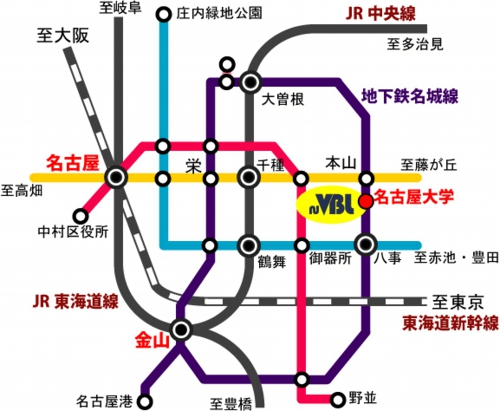 至岐阜
庄内緑地公園
JR 中央線
至大阪
至多治見
大曽根
地下鉄名城線
名古屋
栄
千種
本山
至藤が丘
至高畑
nVBL
名古屋大学
中村区役所
鶴舞
御器所
八事
至赤池・豊田
JR 東海道線
至東京
東海道新幹線
金山
名古屋港
至豊橋
野並